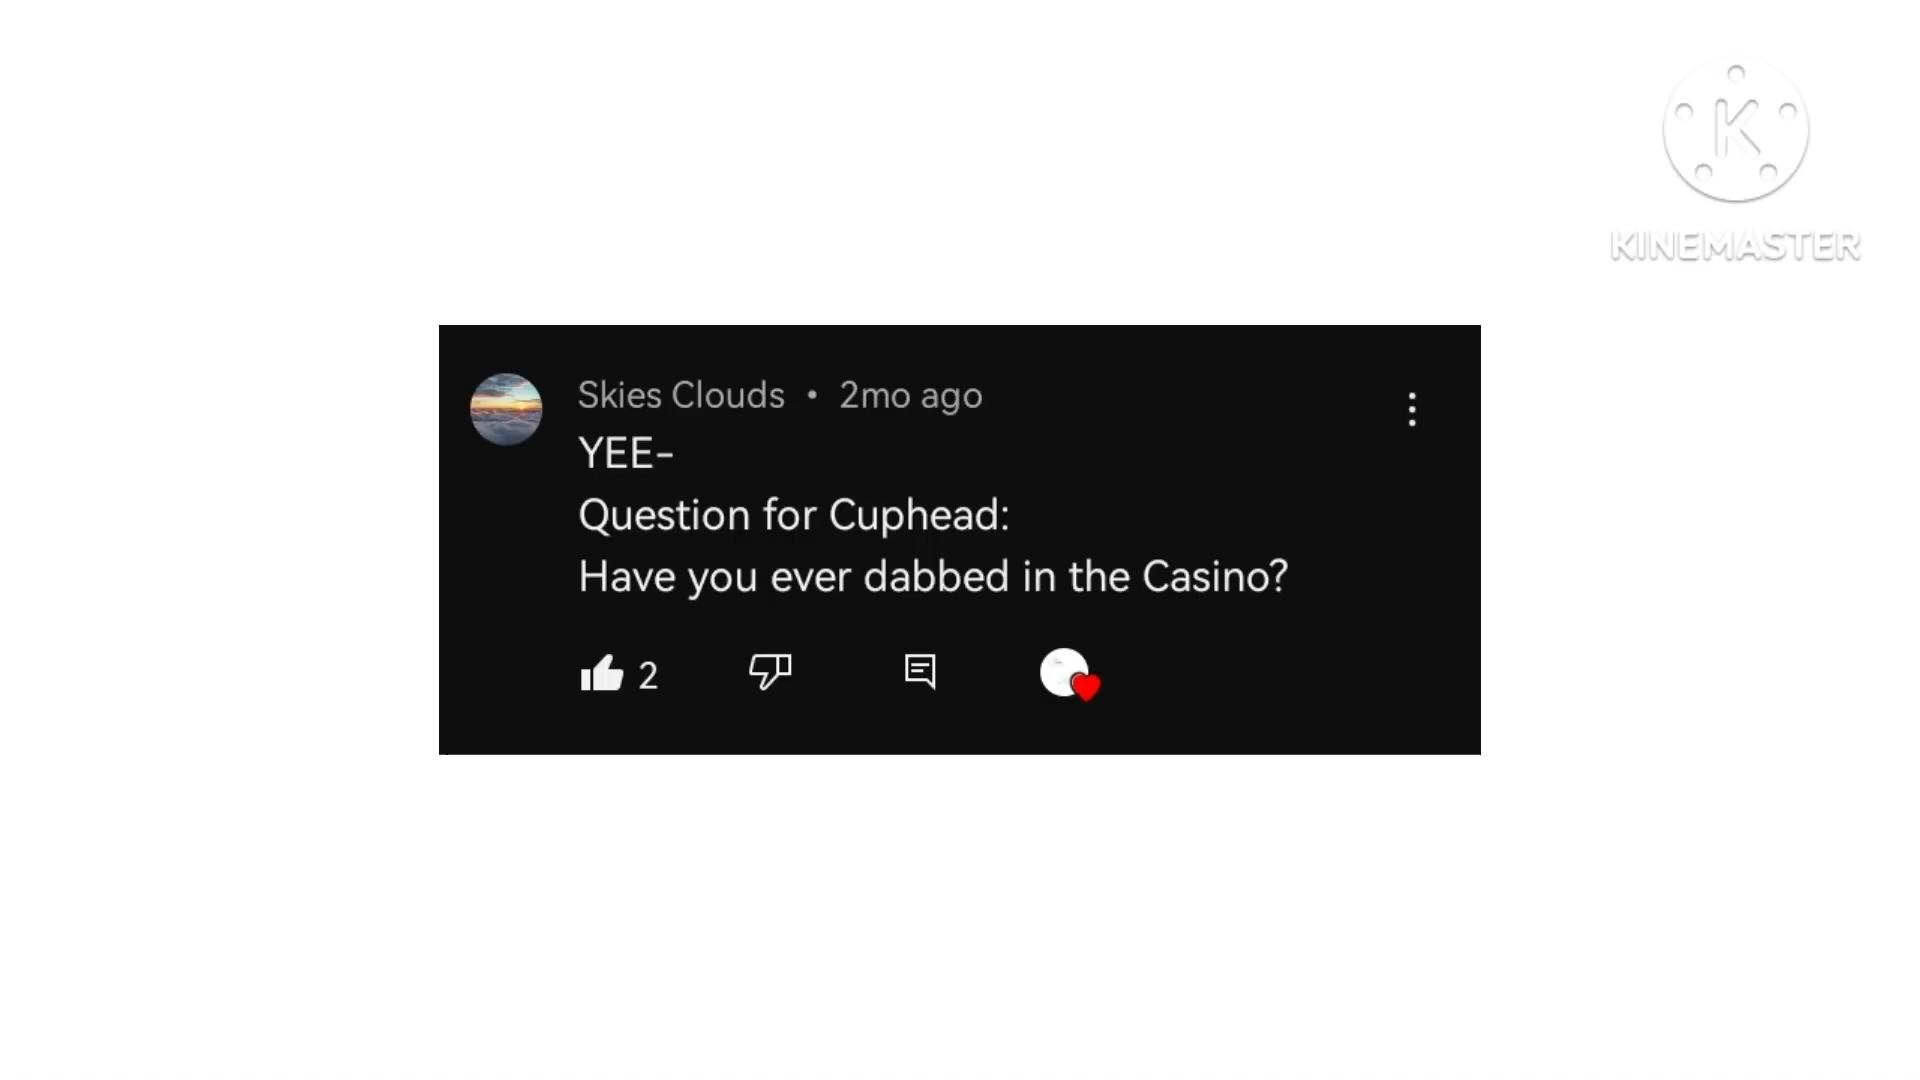 K
KINEMASTER
Skies Clouds • 2mo ago
YEE-
Question for Cuphead:
Have you ever dabbed in the Casino?
2